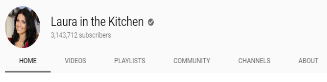 Laura in the Kitchen
3,143,712 subscribers
HOME VIDEOS PLAYLISTS COMMUNITY CHANNELS ABOUT